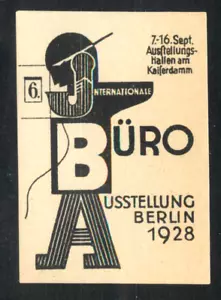 7.-16. Sept.
Ausstellungs-
Hallen am
Kaiserdamm
6.
INTERNATIONALE
BÜRO
AUSSTELLUNG
BERLIN
1928